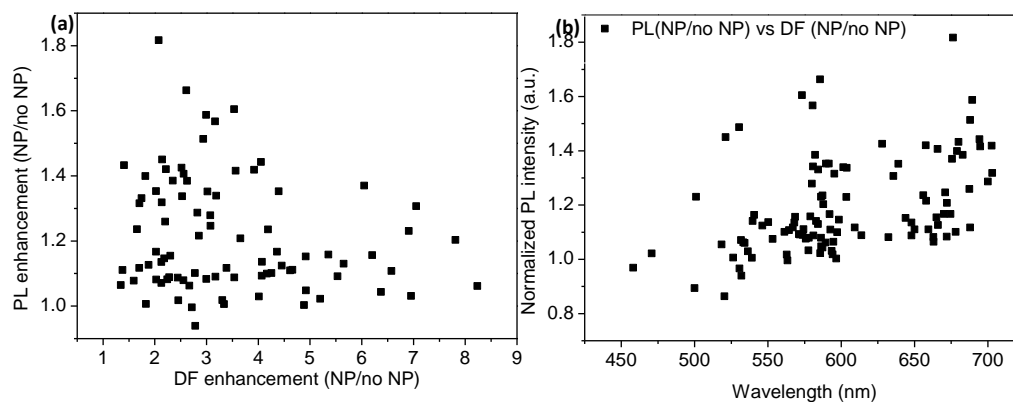 (a)
PL enhancement (NP/no NP)
1.8
1.6
1.4
1.2
1.0
1 2 3 4 5 6 7 8 9
DF enhancement (NP/no NP)
(b)
PL(NP/no NP) vs DF (NP/no NP)
Normalized PL intensity (a.u.)
1.8
1.6
1.4
1.2
1.0
0.8
450 500 550 600 650 700
Wavelength (nm)